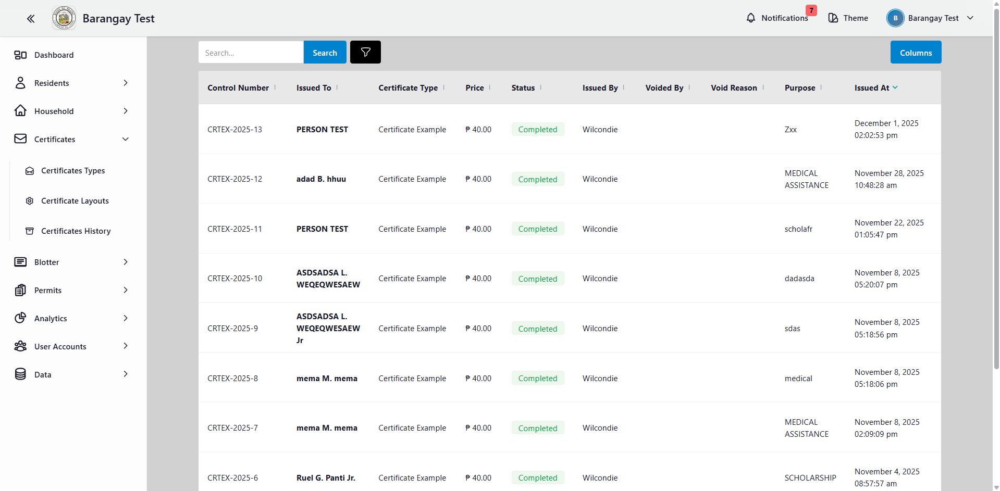 Barangay Test
Notifications
7
Theme
B
Barangay Test
Dashboard
Residents
Household
Certificates
Certificates Types
Certificate Layouts
Certificates History
Blotter
Permits
Analytics
User Accounts
Data
Search...
Search
Columns
Control Number Issued To Certificate Type Price Status Issued By Voided By Void Reason Purpose Issued At
CRTEX-2025-13 PERSON TEST Certificate Example ₱ 40.00 Completed Wilcondie Zxx December 1, 2025
02:02:53 pm
CRTEX-2025-12 adad B. hhuu Certificate Example ₱ 40.00 Completed Wilcondie MEDICAL November 28, 2025
ASSISTANCE 10:48:28 am
CRTEX-2025-11 PERSON TEST Certificate Example ₱ 40.00 Completed Wilcondie scholafr November 22, 2025
01:05:47 pm
CRTEX-2025-10 ASDSADSA L. Certificate Example ₱ 40.00 Completed Wilcondie dadasda November 8, 2025
WEQEQWESAEW 05:20:07 pm
CRTEX-2025-9 ASDSADSA L. Certificate Example ₱ 40.00 Completed Wilcondie sdas November 8, 2025
WEQEQWESAEW 05:18:56 pm
Jr
CRTEX-2025-8 mema M. mema Certificate Example ₱ 40.00 Completed Wilcondie medical November 8, 2025
05:18:06 pm
CRTEX-2025-7 mema M. mema Certificate Example ₱ 40.00 Completed Wilcondie MEDICAL November 8, 2025
ASSISTANCE 02:09:09 pm
CRTEX-2025-6 Ruel G. Panti Jr. Certificate Example ₱ 40.00 Completed Wilcondie SCHOLARSHIP November 4, 2025
08:57:57 am